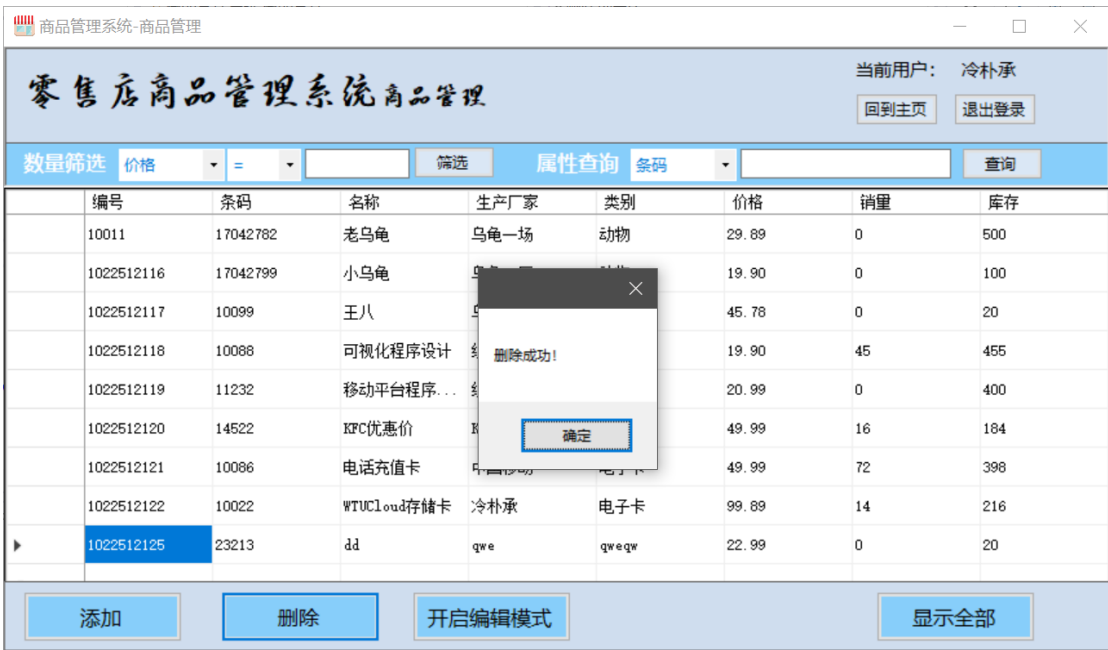 商品管理系统-商品管理
零售店商品管理系统商品管理
当前用户： 冷朴承
回到主页 退出登录
数量筛选 价格 = 筛选 属性查询 条码 查询
编号 条码 名称 生产厂家 类别 价格 销里 库存
10011 17042782 老乌龟 乌龟一场 动物 29.89 0 500
1022512116 17042799 小乌龟 19.90 0 100
1022512117 10099 王八 45.78 0 20
1022512118 10088 可视化程序设计 19.90 45 455
1022512119 11232 移动平台程序... 20.99 0 400
1022512120 14522 KFC优惠价 49.99 16 184
1022512121 10086 电话充值卡 49.99 72 398
1022512122 10022 WTUCloud存储卡 冷朴承 电子卡 99.89 14 216
1022512125 23213 dd qwe qweqw 22.99 0 20
删除成功!
确定
添加 删除 开启编辑模式 显示全部